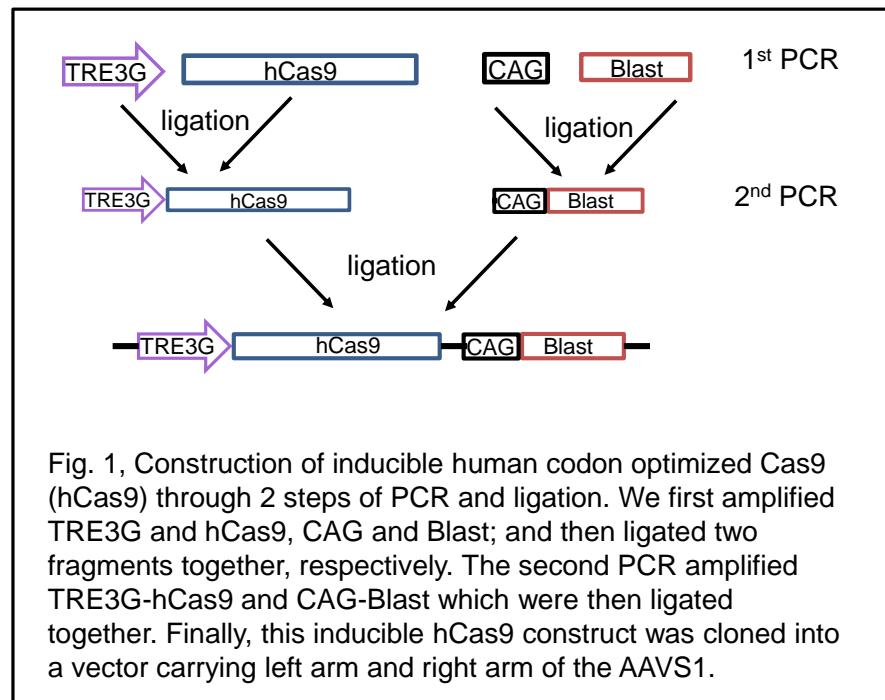 TRE3G hCas9 CAG Blast 1st PCR
ligation ligation
TRE3G hCas9 CAG Blast 2nd PCR
ligation
TRE3G hCas9 CAG Blast
Fig. 1, Construction of inducible human codon optimized Cas9
(hCas9) through 2 steps of PCR and ligation. We first amplified
TRE3G and hCas9, CAG and Blast; and then ligated two
fragments together, respectively. The second PCR amplified
TRE3G-hCas9 and CAG-Blast which were then ligated
together. Finally, this inducible hCas9 construct was cloned into
a vector carrying left arm and right arm of the AAVS1.